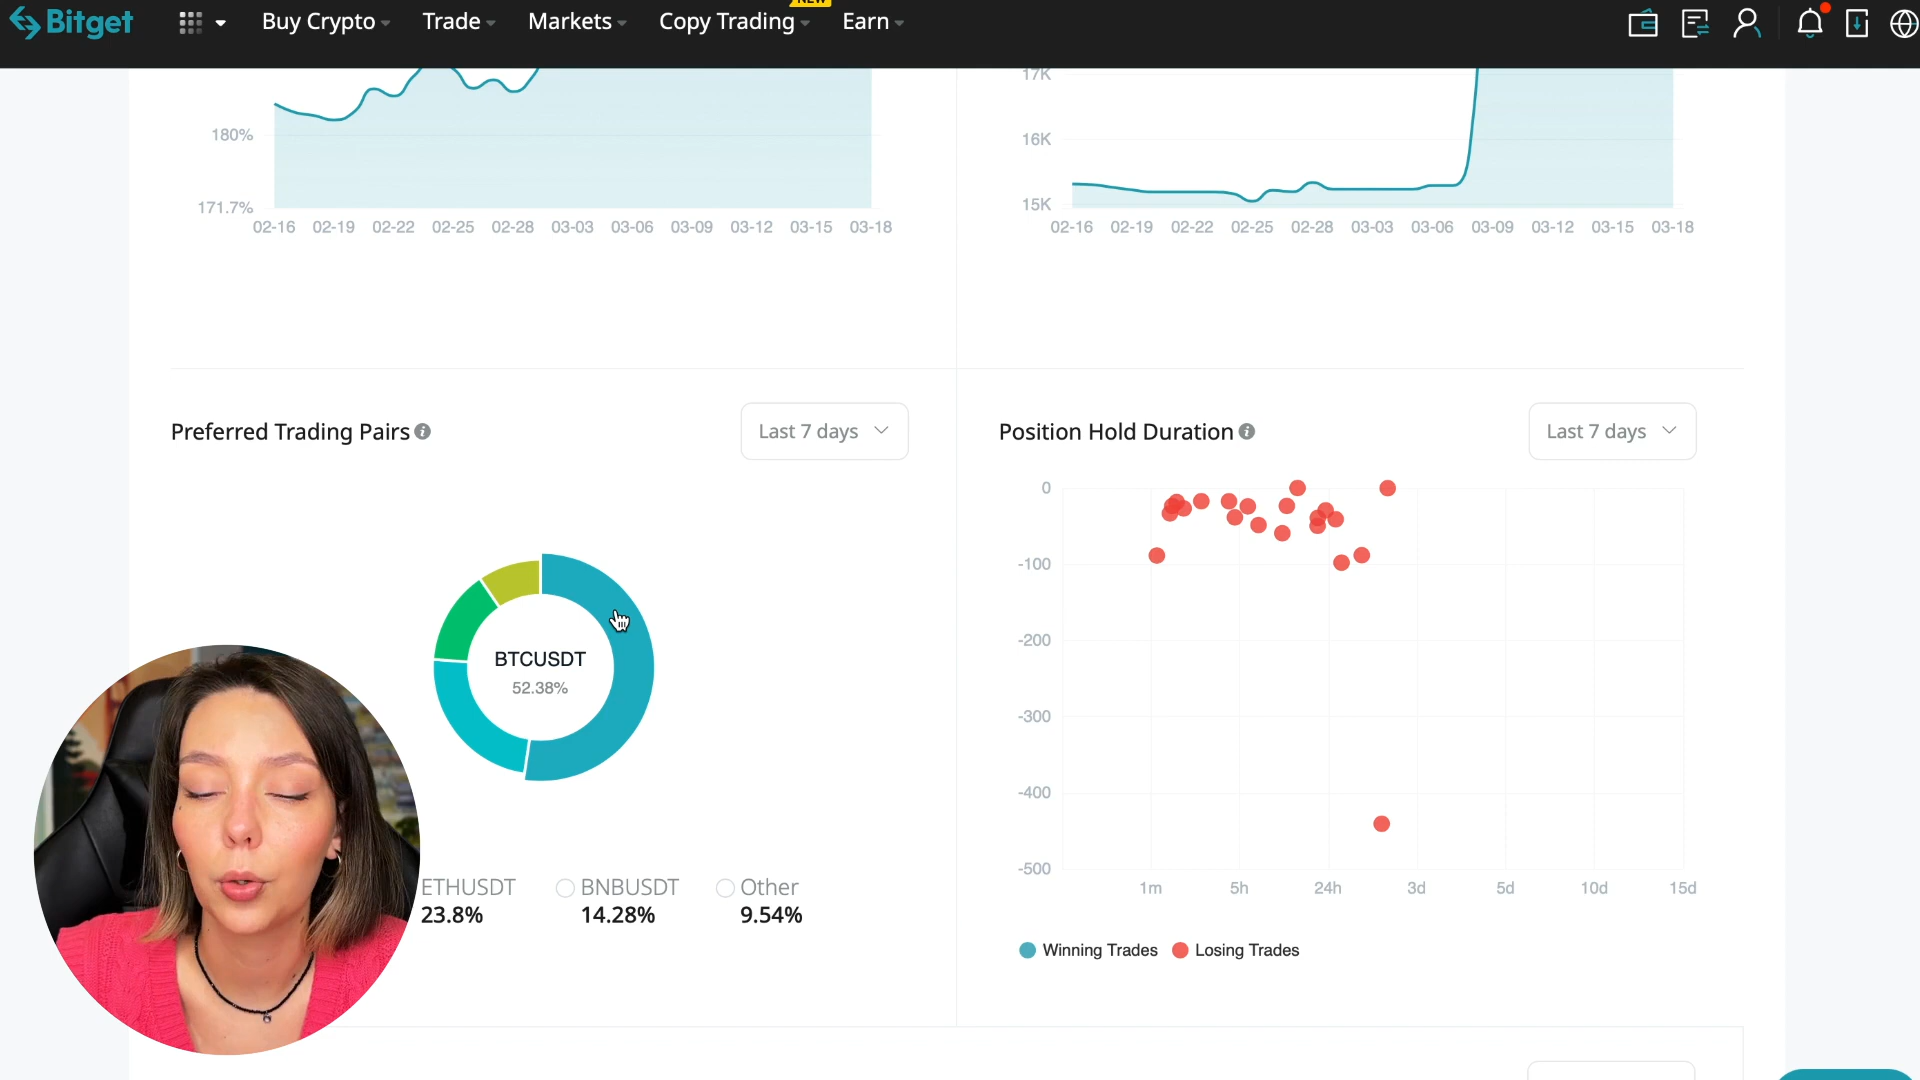 Bitget
Buy Crypto
Trade
Markets
Copy Trading
NEW
Earn
180%
171.7%
02-16 02-19 02-22 02-25 02-28 03-03 03-06 03-09 03-12 03-15 03-18
17K
16K
15K
02-16 02-19 02-22 02-25 02-28 03-03 03-06 03-09 03-12 03-15 03-18
Preferred Trading Pairs
Last 7 days
BTCUSDT
52.38%
ETHUSDT BNBUSDT Other
23.8% 14.28% 9.54%
Position Hold Duration
Last 7 days
0
-100
-200
-300
-400
-500
1m 5h 24h 3d 5d 10d 15d
Winning Trades Losing Trades